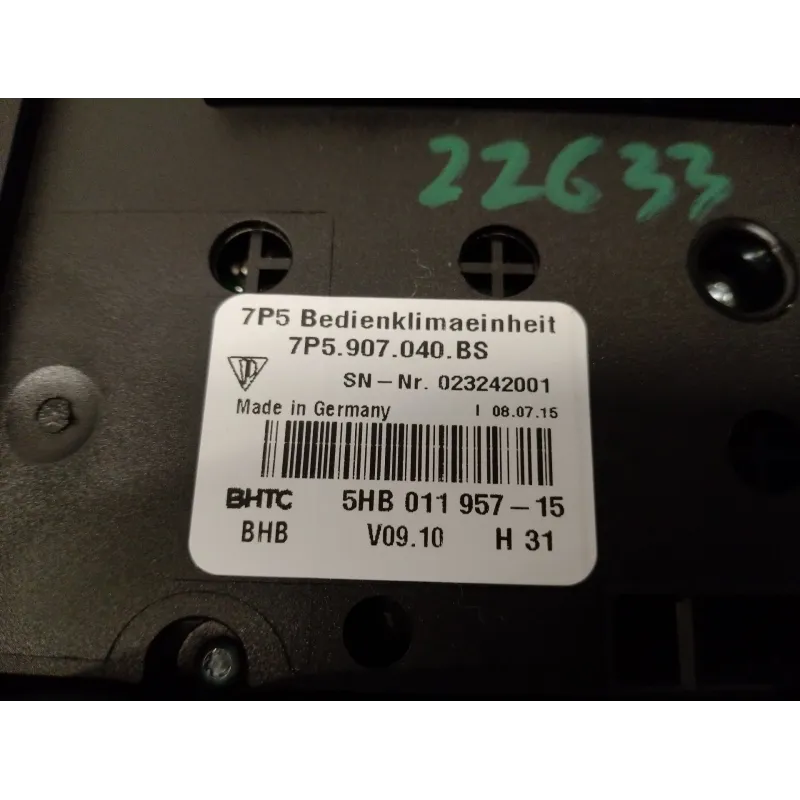 22633
7P5 Bedienklimaeinheit
7P5.907.040.BS
SN-Nr. 023242001
Made in Germany I 08.07.15
BHTC 5HB 011 957-15
BHB V09.10 H 31